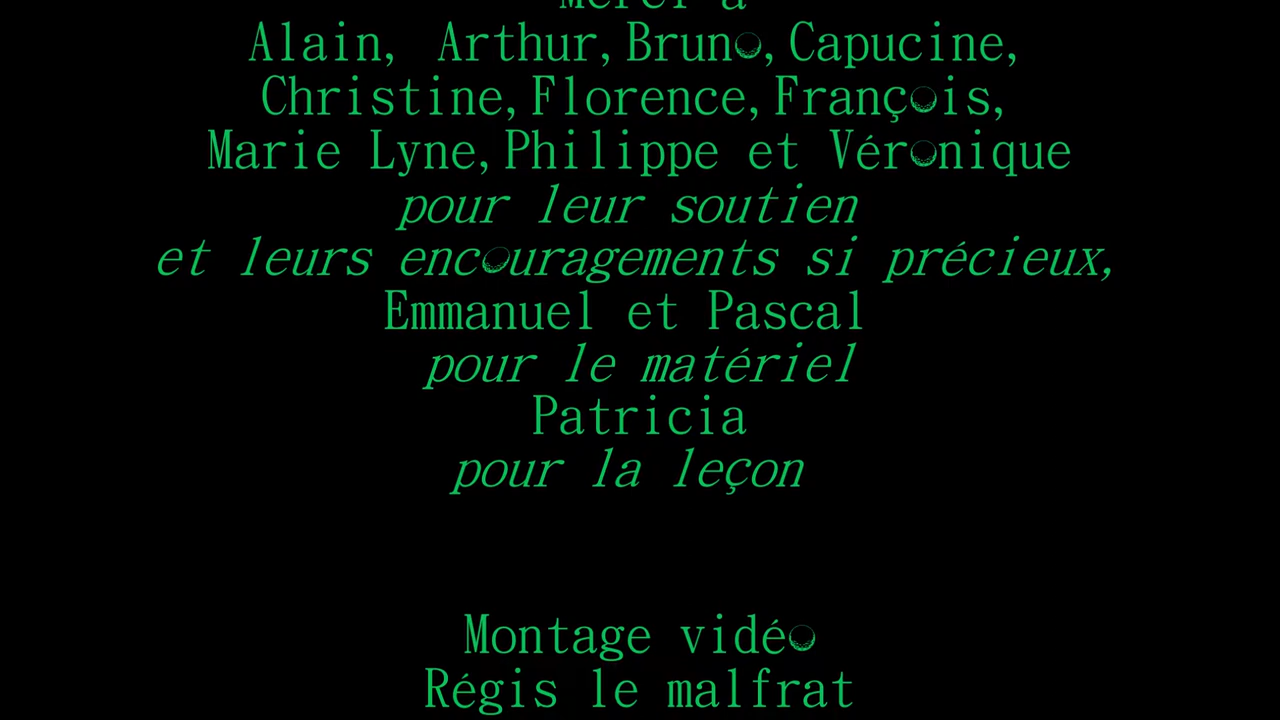 Merci à
Alain, Arthur, Bruno, Capucine,
Christine, Florence, François,
Marie Lyne, Philippe et Véronique
pour leur soutien
et leurs encouragements si précieux,
Emmanuel et Pascal
pour le matériel
Patricia
pour la leçon
Montage vidéo
Régis le malfrat